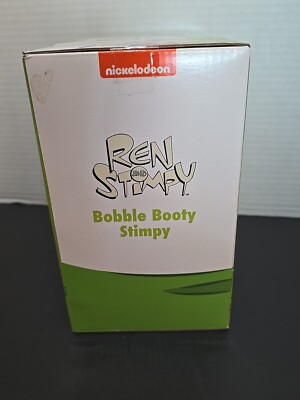 nickelodeon
REN
AND
STIMPY
Bobble Booty
Stimpy